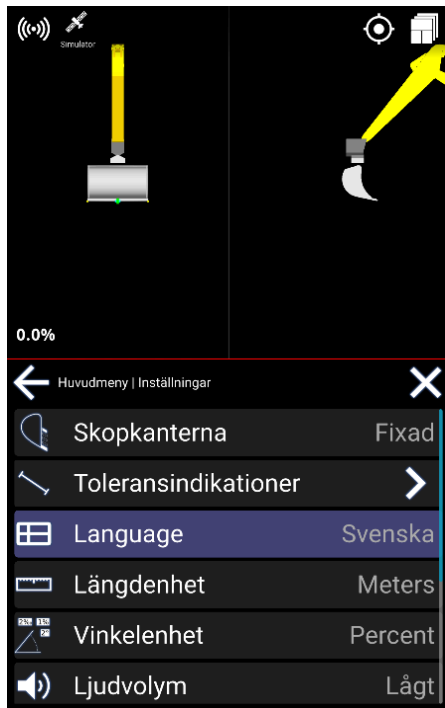 Simulator
0.0%
Huvudmeny | Inställningar
Skopkanterna Fixad
Toleransindikationer
Language Svenska
Längdenhet Meters
Vinkelenhet Percent
Ljudvolym Lågt